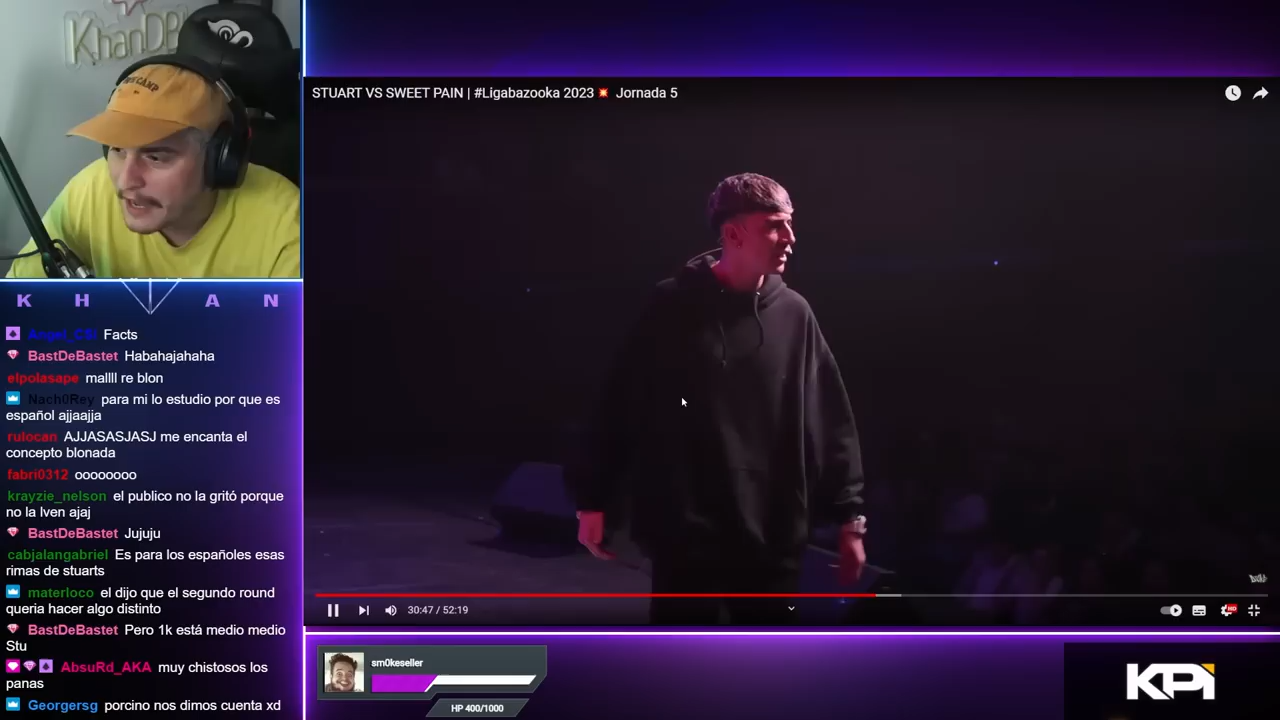 KhanDBL
STUART VS SWEET PAIN | #Ligabazooka 2023💥 Jornada 5
K H A N
Angel_CSI Facts
BastDeBastet Habahajahaha
elpolasape mallll re blon
Nach0Rey para mi lo estudio por que es
español ajjaajja
rulocan AJJASASJASJ me encanta el
concepto blonada
fabri0312 oooooooo
krayzie_nelson el publico no la gritó porque
no la lven ajaj
BastDeBastet Jujuju
cabjalangabriel Es para los españoles esas
rimas de stuarts
materloco el dijo que el segundo round
queria hacer algo distinto
BastDeBastet Pero 1k está medio medio
Stu
AbsuRd_AKA muy chistosos los
panas
Georgersg porcino nos dimos cuenta xd
30:47 / 52:19
HD
sm0keseller
HP 400/1000
KPI